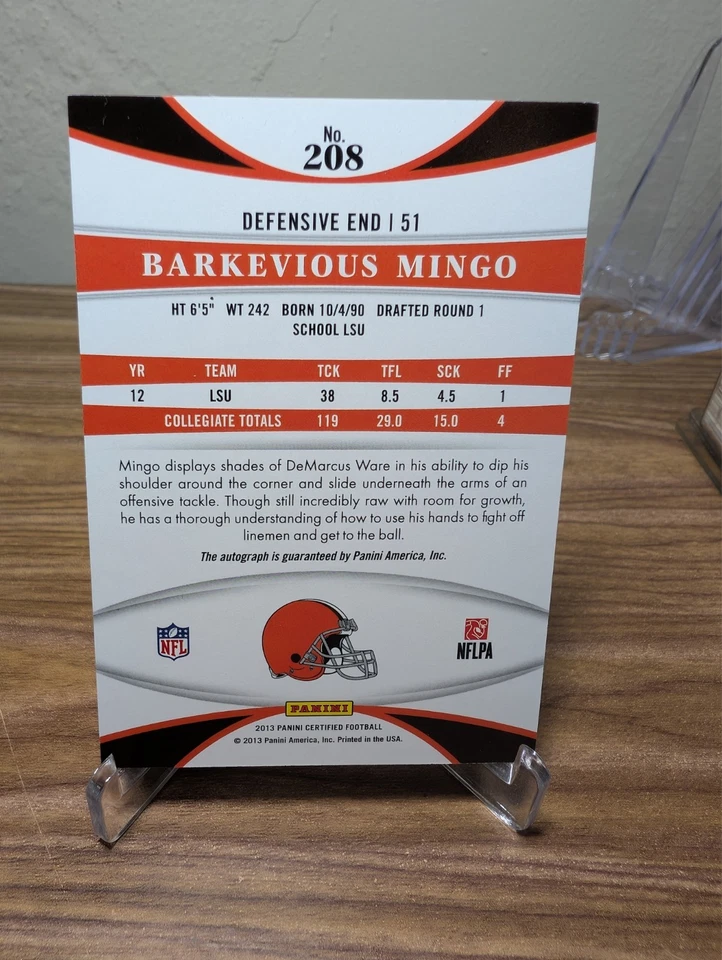 No.
208
DEFENSIVE END | 51
BARKEVIOUS MINGO
HT 6'5" WT 242 BORN 10/4/90 DRAFTED ROUND 1
SCHOOL LSU
YR TEAM TCK TFL SCK FF
12 LSU 38 8.5 4.5 1
COLLEGIATE TOTALS 119 29.0 15.0 4
Mingo displays shades of DeMarcus Ware in his ability to dip his
shoulder around the corner and slide underneath the arms of an
offensive tackle. Though still incredibly raw with room for growth,
he has a thorough understanding of how to use his hands to fight off
linemen and get to the ball.
The autograph is guaranteed by Panini America, Inc.
NFL
NFLPA
PANINI
2013 PANINI CERTIFIED FOOTBALL
© 2013 Panini America, Inc. Printed in the USA.